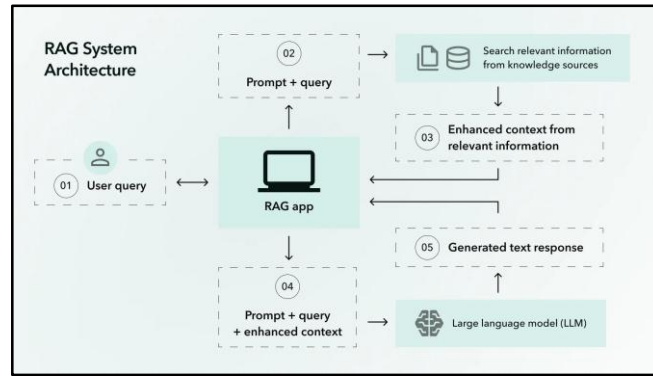 RAG System
Architecture
02
Prompt + query
Search relevant information
from knowledge sources
01
User query
RAG app
03
Enhanced context from
relevant information
04
Prompt + query
+ enhanced context
05
Generated text response
Large language model (LLM)